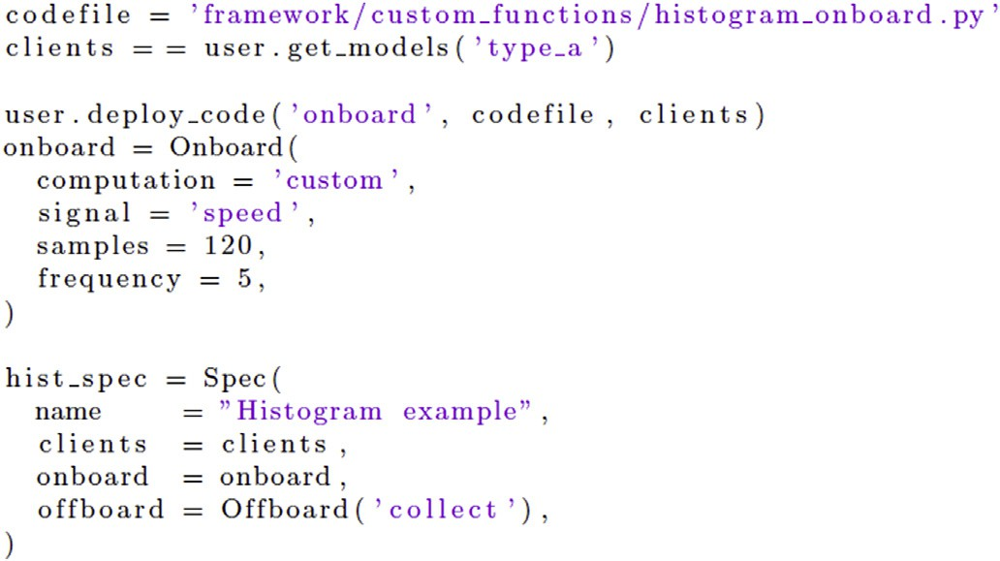 codefile = 'framework/custom_functions/histogram_onboard.py'
clients == user.get_models('type_a')

user.deploy_code('onboard', codefile, clients)
onboard = Onboard(
  computation = 'custom',
  signal = 'speed',
  samples = 120,
  frequency = 5,
)

hist_spec = Spec(
  name     = "Histogram example",
  clients  = clients,
  onboard  = onboard,
  offboard = Offboard('collect'),
)